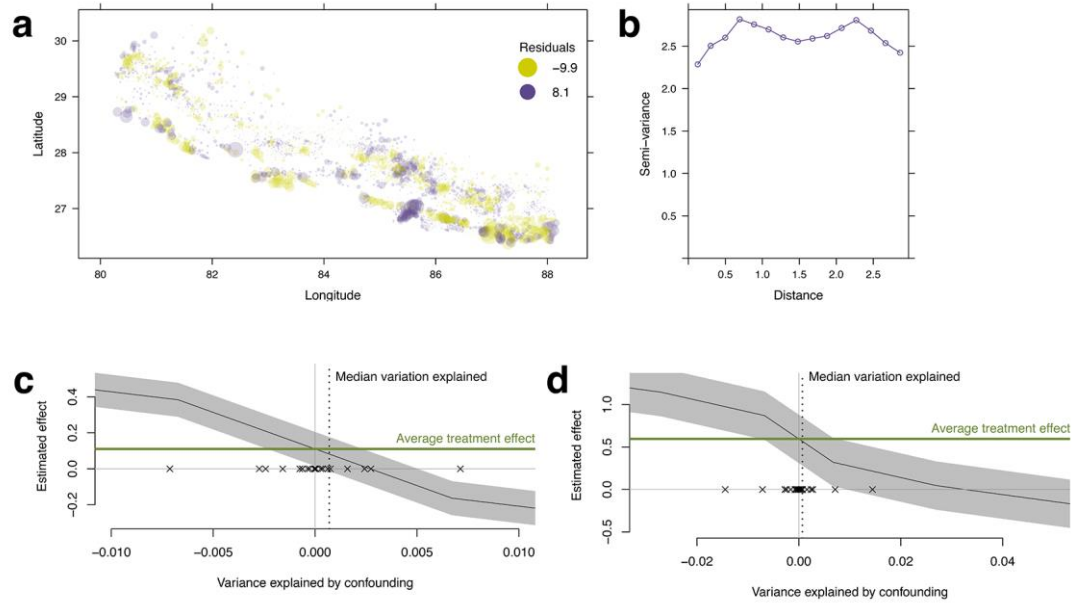 a
30
29
28
27
Latitude
80
82
84
86
88
Longitude
Residuals
−9.9
8.1
b
2.5
2.0
2.5
0.5
Semi-variance
0.5
1.0
1.5
2.0
2.5
Distance
c
Median variation explained
Average treatment effect
0.4
0.2
0.0
−0.2
Estimated effect
−0.010
−0.005
0.000
0.005
0.010
Variance explained by confounding
d
Median variation explained
Average treatment effect
1.0
0.5
0.0
−0.5
Estimated effect
−0.02
0.00
0.02
0.04
Variance explained by confounding